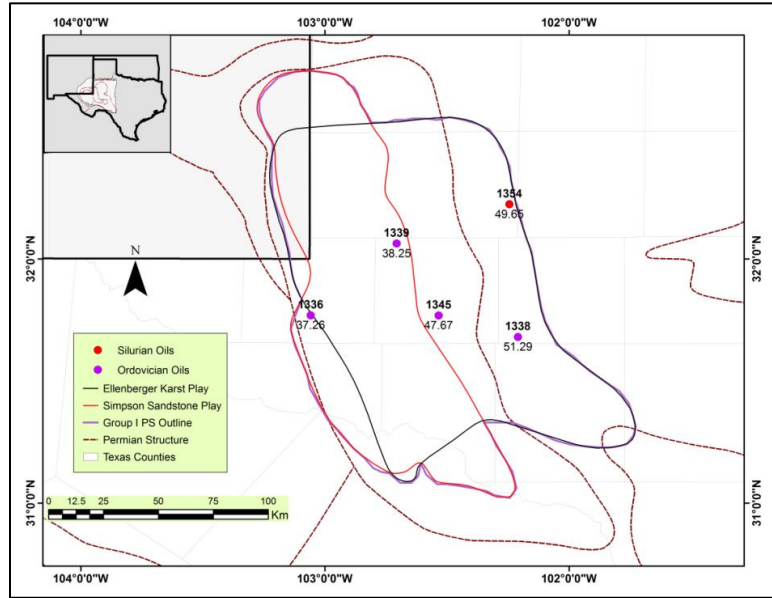 104°0'0"W 103°0'0"W 102°0'0"W
1354
49.65
1339
38.25
32°0'0"N
32°0'0"N
N
1336
37.26
1345
47.67
1338
51.29
Silurian Oils
Ordovician Oils
Ellenberger Karst Play
Simpson Sandstone Play
Group I PS Outline
Permian Structure
Texas Counties
31°0'0"N
31°0'0"N
0 12.5 25 50 75 100
Km
104°0'0"W 103°0'0"W 102°0'0"W